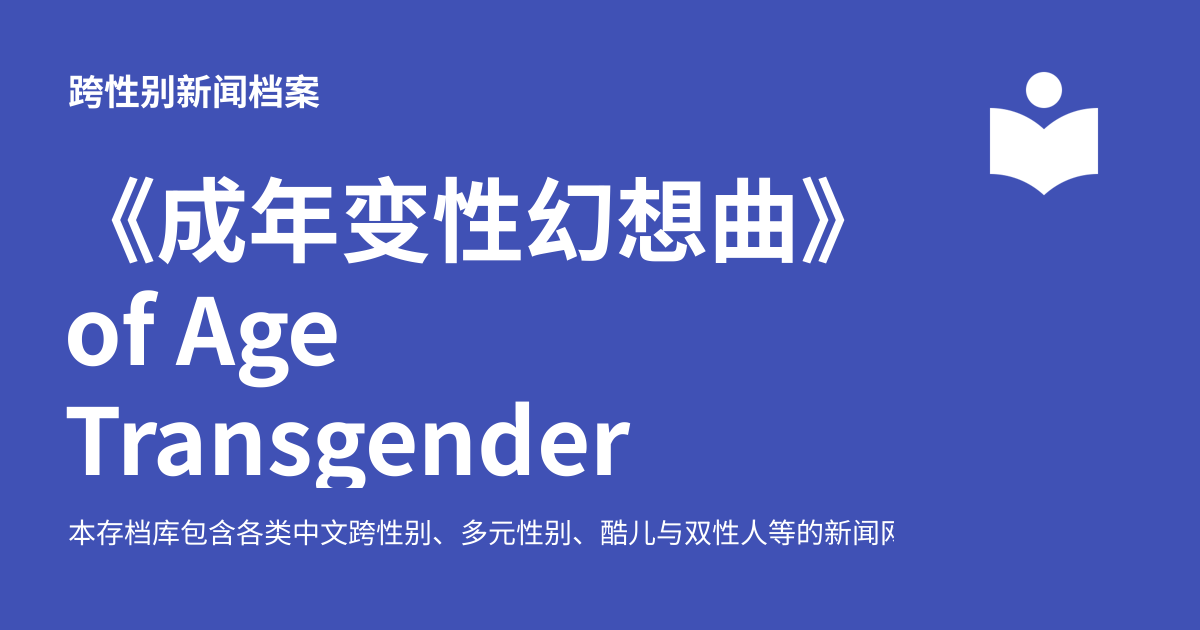 跨性别新闻档案
《成年变性幻想曲》
of Age
Transgender
本存档库包含各类中文跨性别、多元性别、酷儿与双性人等的新闻网